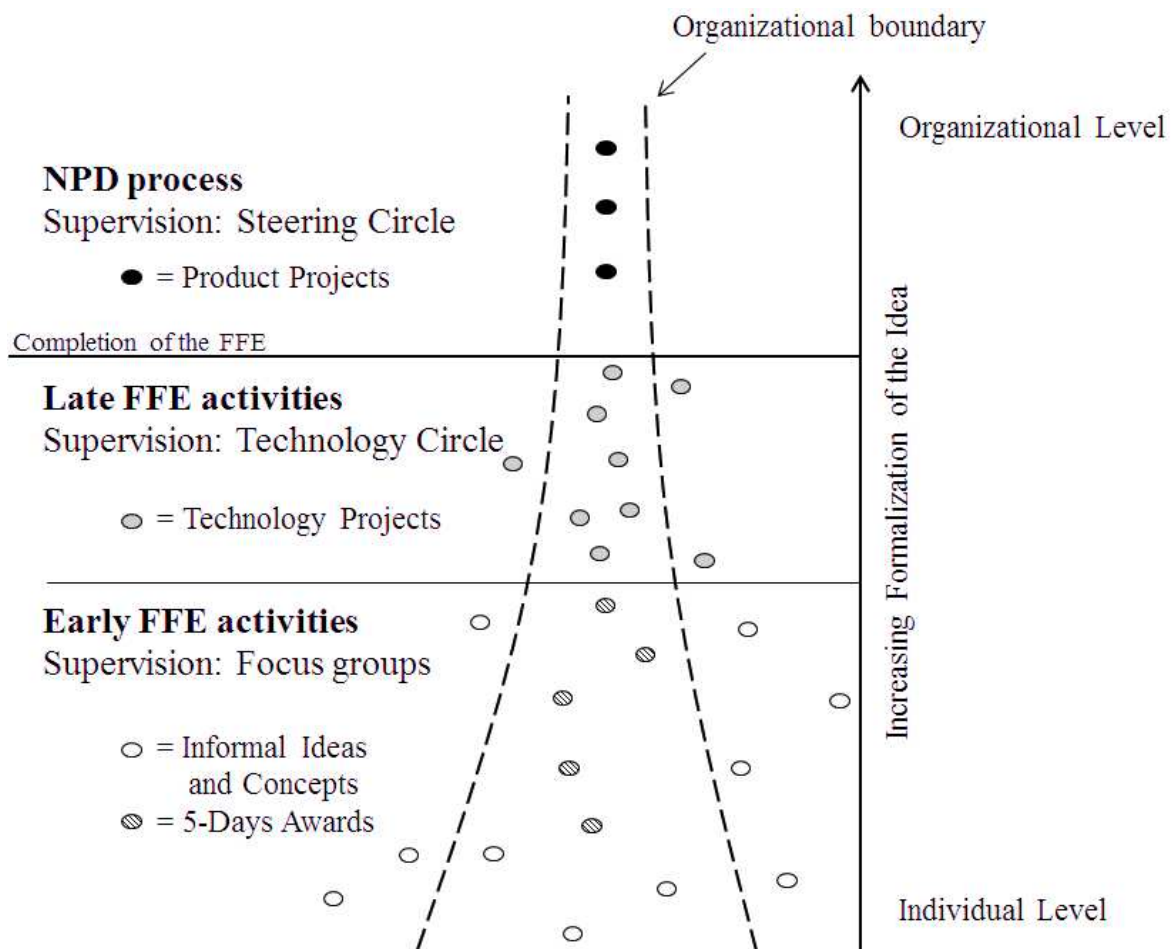 Organizational boundary
Organizational Level
NPD process
Supervision: Steering Circle
= Product Projects
Completion of the FFE
Late FFE activities
Supervision: Technology Circle
= Technology Projects
Increasing Formalization of the Idea
Early FFE activities
Supervision: Focus groups
= Informal Ideas
and Concepts
= 5-Days Awards
Individual Level